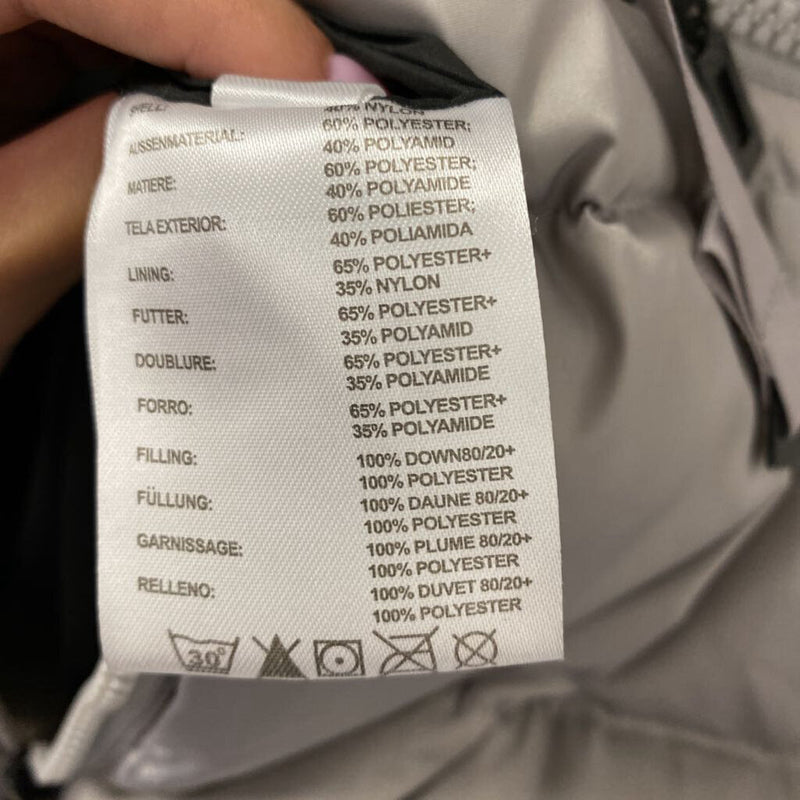 SHELL:
40% NYLON
60% POLYESTER;
AUSSENMATERIAL:
40% POLYAMID
60% POLYESTER;
MATIERE:
40% POLYAMIDE
60% POLIESTER;
TELA EXTERIOR:
40% POLIAMIDA
LINING: 65% POLYESTER+
35% NYLON
FUTTER: 65% POLYESTER+
35% POLYAMID
DOUBLURE: 65% POLYESTER+
35% POLYAMIDE
FORRO: 65% POLYESTER+
35% POLYAMIDE
FILLING: 100% DOWN80/20+
100% POLYESTER
FÜLLUNG: 100% DAUNE 80/20+
100% POLYESTER
GARNISSAGE: 100% PLUME 80/20+
100% POLYESTER
RELLENO: 100% DUVET 80/20+
100% POLYESTER
30°